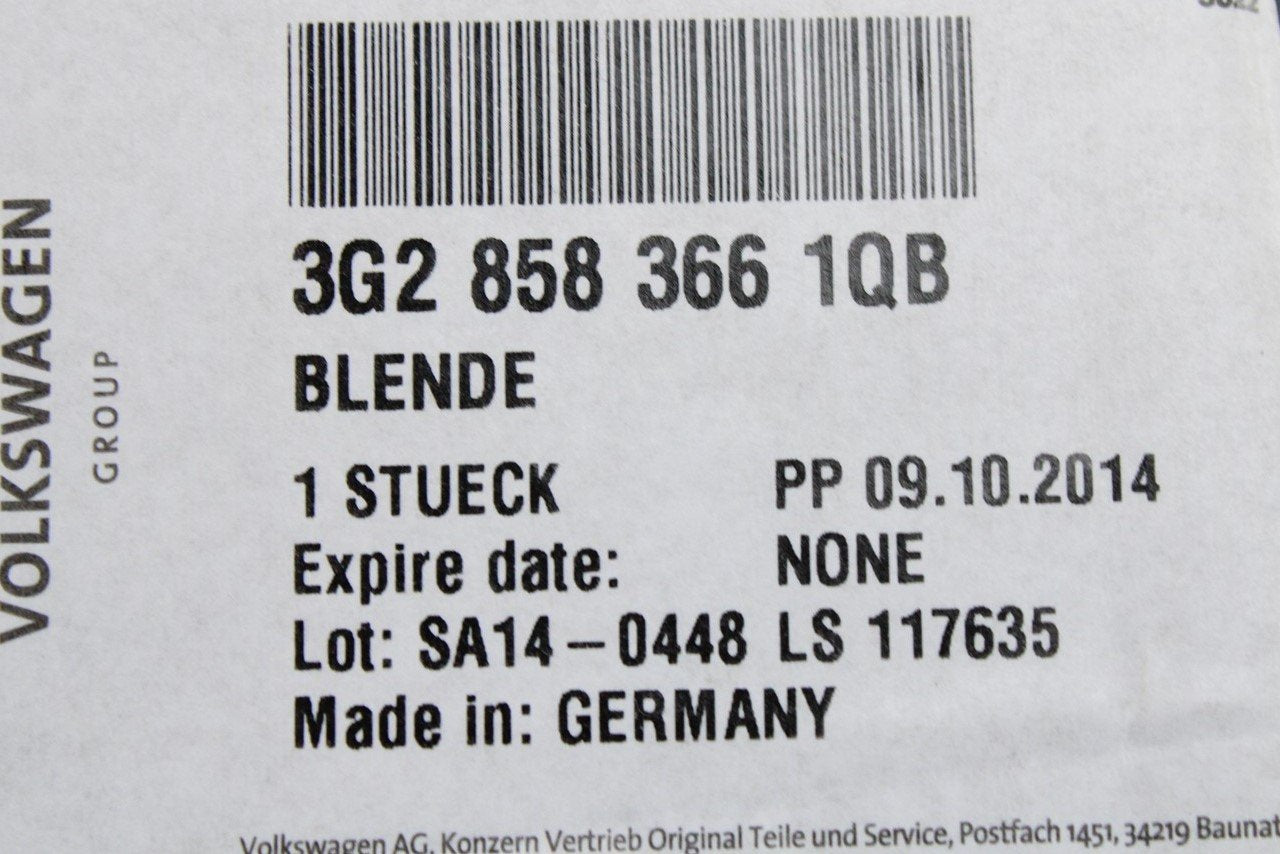 VOLKSWAGEN
GROUP
3G2 858 366 1QB
BLENDE
1 STUECK PP 09.10.2014
Expire date: NONE
Lot: SA14-0448 LS 117635
Made in: GERMANY
Volkswagen AG, Konzern Vertrieb Original Teile und Service, Postfach 1451, 34219 Baunat